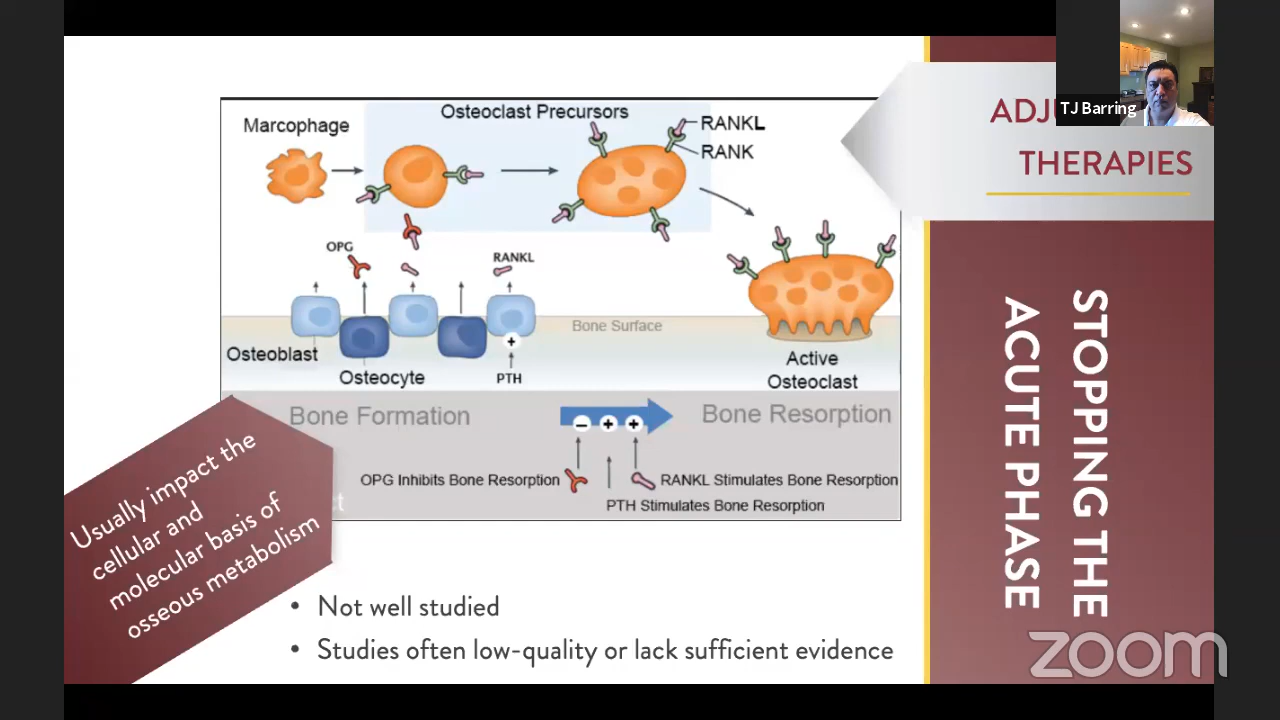 ADJU
THERAPIES
TJ Barring
STOPPING THE
ACUTE PHASE
Marcophage
Osteoclast Precursors
RANKL
RANK
OPG
RANKL
Bone Surface
Osteoblast
Osteocyte
PTH
Active
Osteoclast
Bone Formation
Bone Resorption
OPG Inhibits Bone Resorption
RANKL Stimulates Bone Resorption
PTH Stimulates Bone Resorption
Usually impact the
cellular and
molecular basis of
osseous metabolism
• Not well studied
• Studies often low-quality or lack sufficient evidence
zoom